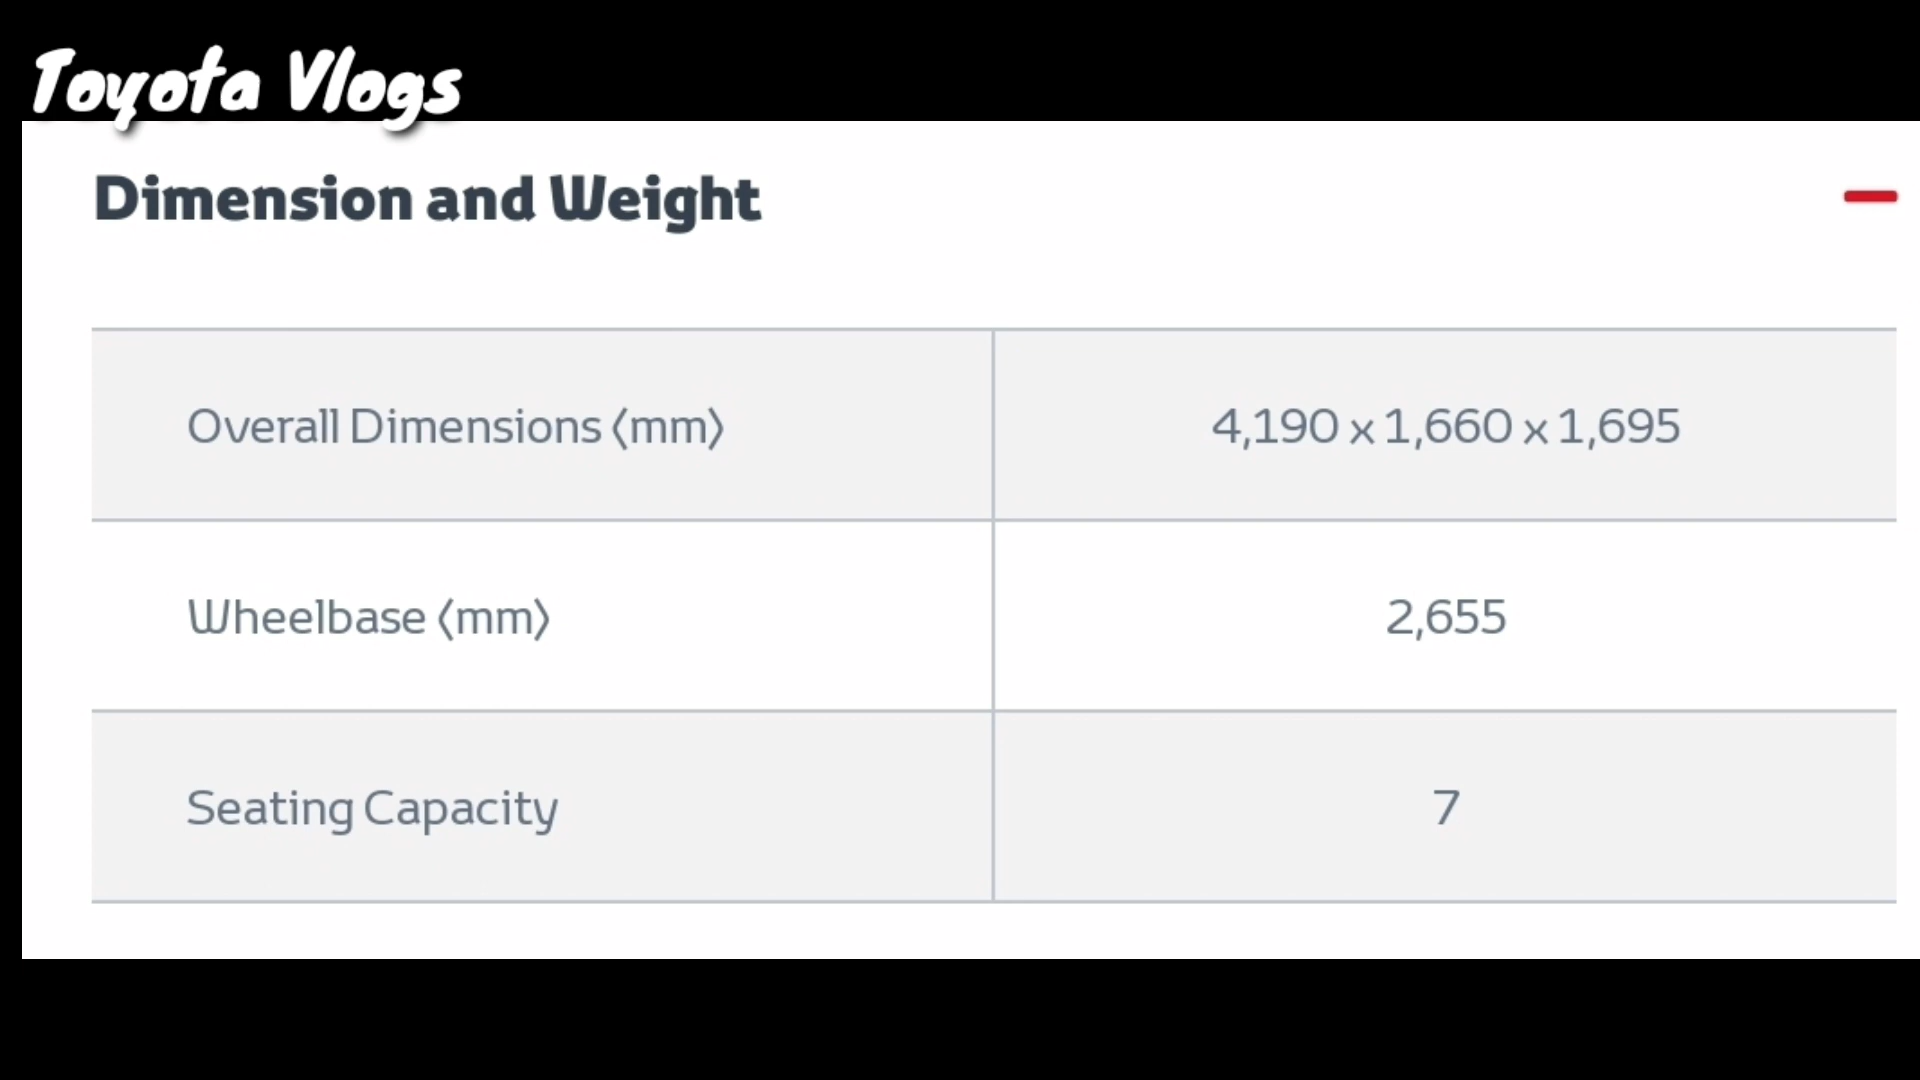 Toyota Vlogs
Dimension and Weight
Overall Dimensions (mm) 4,190 x 1,660 x 1,695
Wheelbase (mm) 2,655
Seating Capacity 7